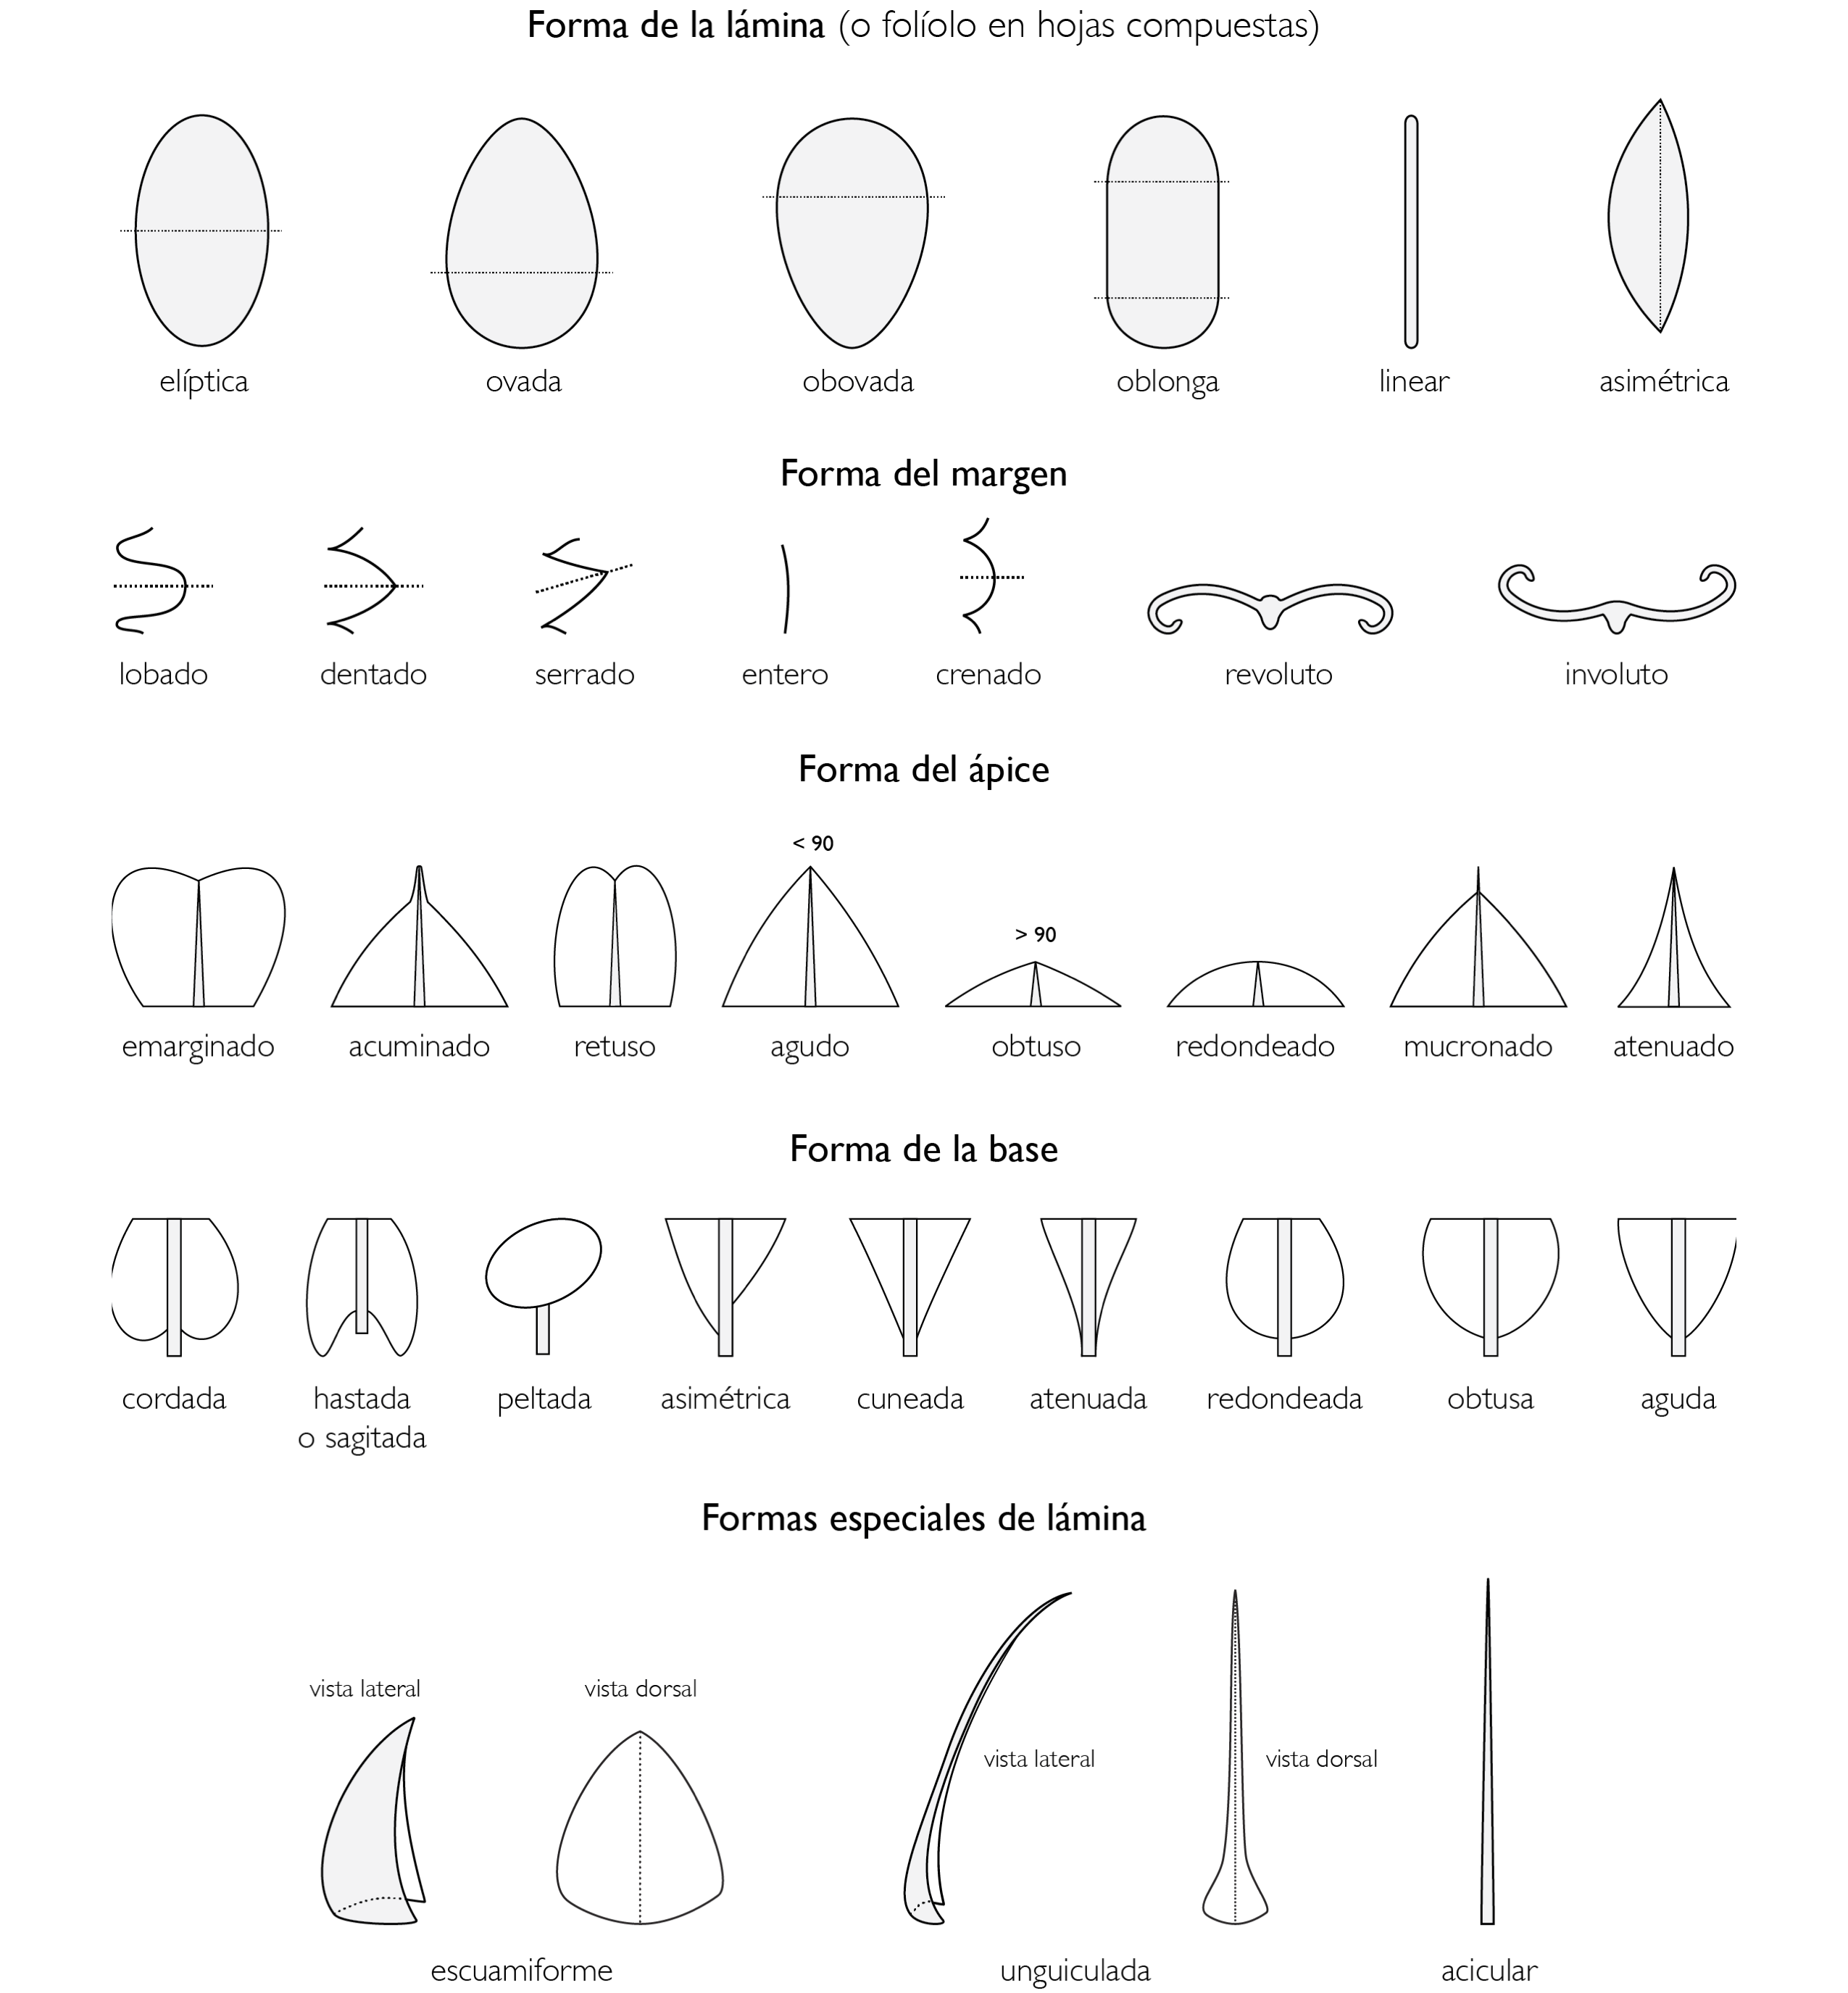 Forma de la lámina (o folíolo en hojas compuestas)
elíptica ovada obovada oblonga linear asimétrica
Forma del margen
lobado dentado serrado entero crenado revoluto involuto
Forma del ápice
< 90
> 90
emarginado acuminado retuso agudo obtuso redondeado mucronado atenuado
Forma de la base
cordada hastada peltada asimétrica cuneada atenuada redondeada obtusa aguda
o sagitada
Formas especiales de lámina
vista lateral vista dorsal
vista lateral vista dorsal
escuamiforme unguiculada acicular